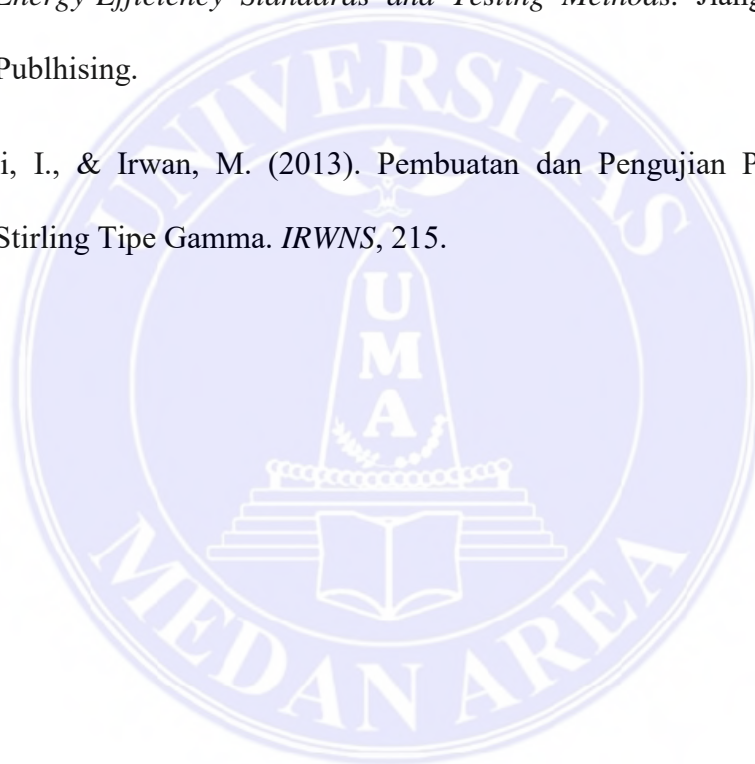 Energy-Efficiency Standards and Testing Methods. Jiang
Publhising.
i, I., & Irwan, M. (2013). Pembuatan dan Pengujian P
Stirling Tipe Gamma. IRWNS, 215.
UNIVERSITAS
U
M
A
MEDAN AREA